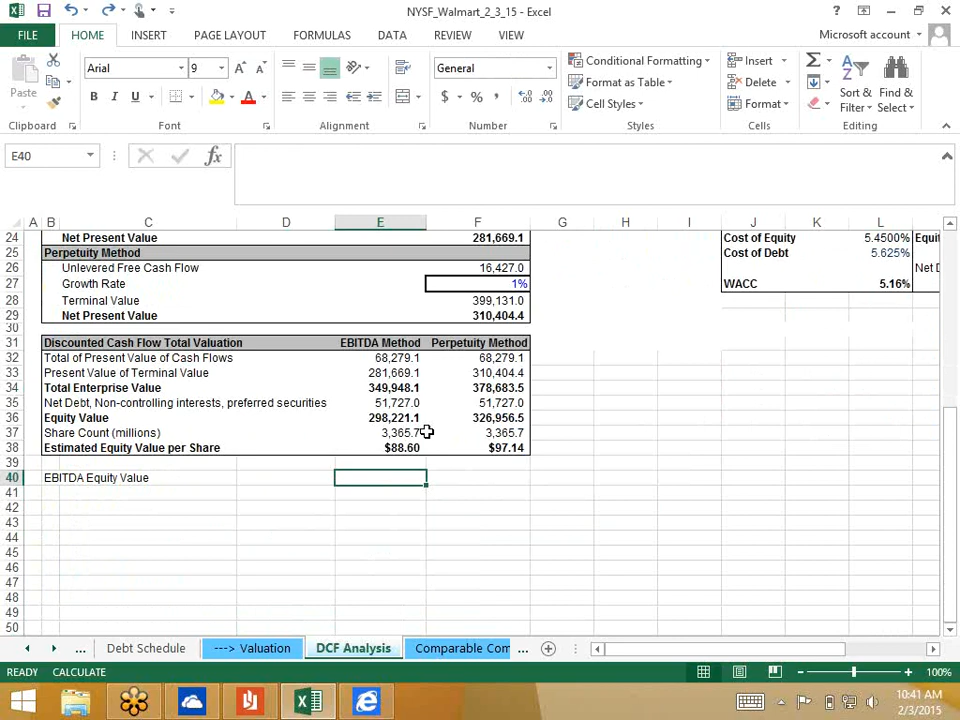 NYSF_Walmart_2_3_15 - Excel
FILE HOME INSERT PAGE LAYOUT FORMULAS DATA REVIEW VIEW Microsoft account
Paste Arial 9 General Conditional Formatting Insert
Format as Table Delete Sort & Find &
B I U A $ % Cell Styles Format Filter Select
Clipboard Font Alignment Number Styles Cells Editing
E40 fx
A B C D E F G H I J K L
24 Net Present Value 281,669.1 Cost of Equity 5.4500% Equi
25 Perpetuity Method Cost of Debt 5.625%
26 Unlevered Free Cash Flow 16,427.0 Net D
27 Growth Rate 1% WACC 5.16%
28 Terminal Value 399,131.0
29 Net Present Value 310,404.4
30
31 Discounted Cash Flow Total Valuation EBITDA Method Perpetuity Method
32 Total of Present Value of Cash Flows 68,279.1 68,279.1
33 Present Value of Terminal Value 281,669.1 310,404.4
34 Total Enterprise Value 349,948.1 378,683.5
35 Net Debt, Non-controlling interests, preferred securities 51,727.0 51,727.0
36 Equity Value 298,221.1 326,956.5
37 Share Count (millions) 3,365.7 3,365.7
38 Estimated Equity Value per Share $88.60 $97.14
39
40 EBITDA Equity Value
41
42
43
44
45
46
47
48
49
50
... Debt Schedule ---> Valuation DCF Analysis Comparable Com ...
READY CALCULATE 100%
10:41 AM
2/3/2015